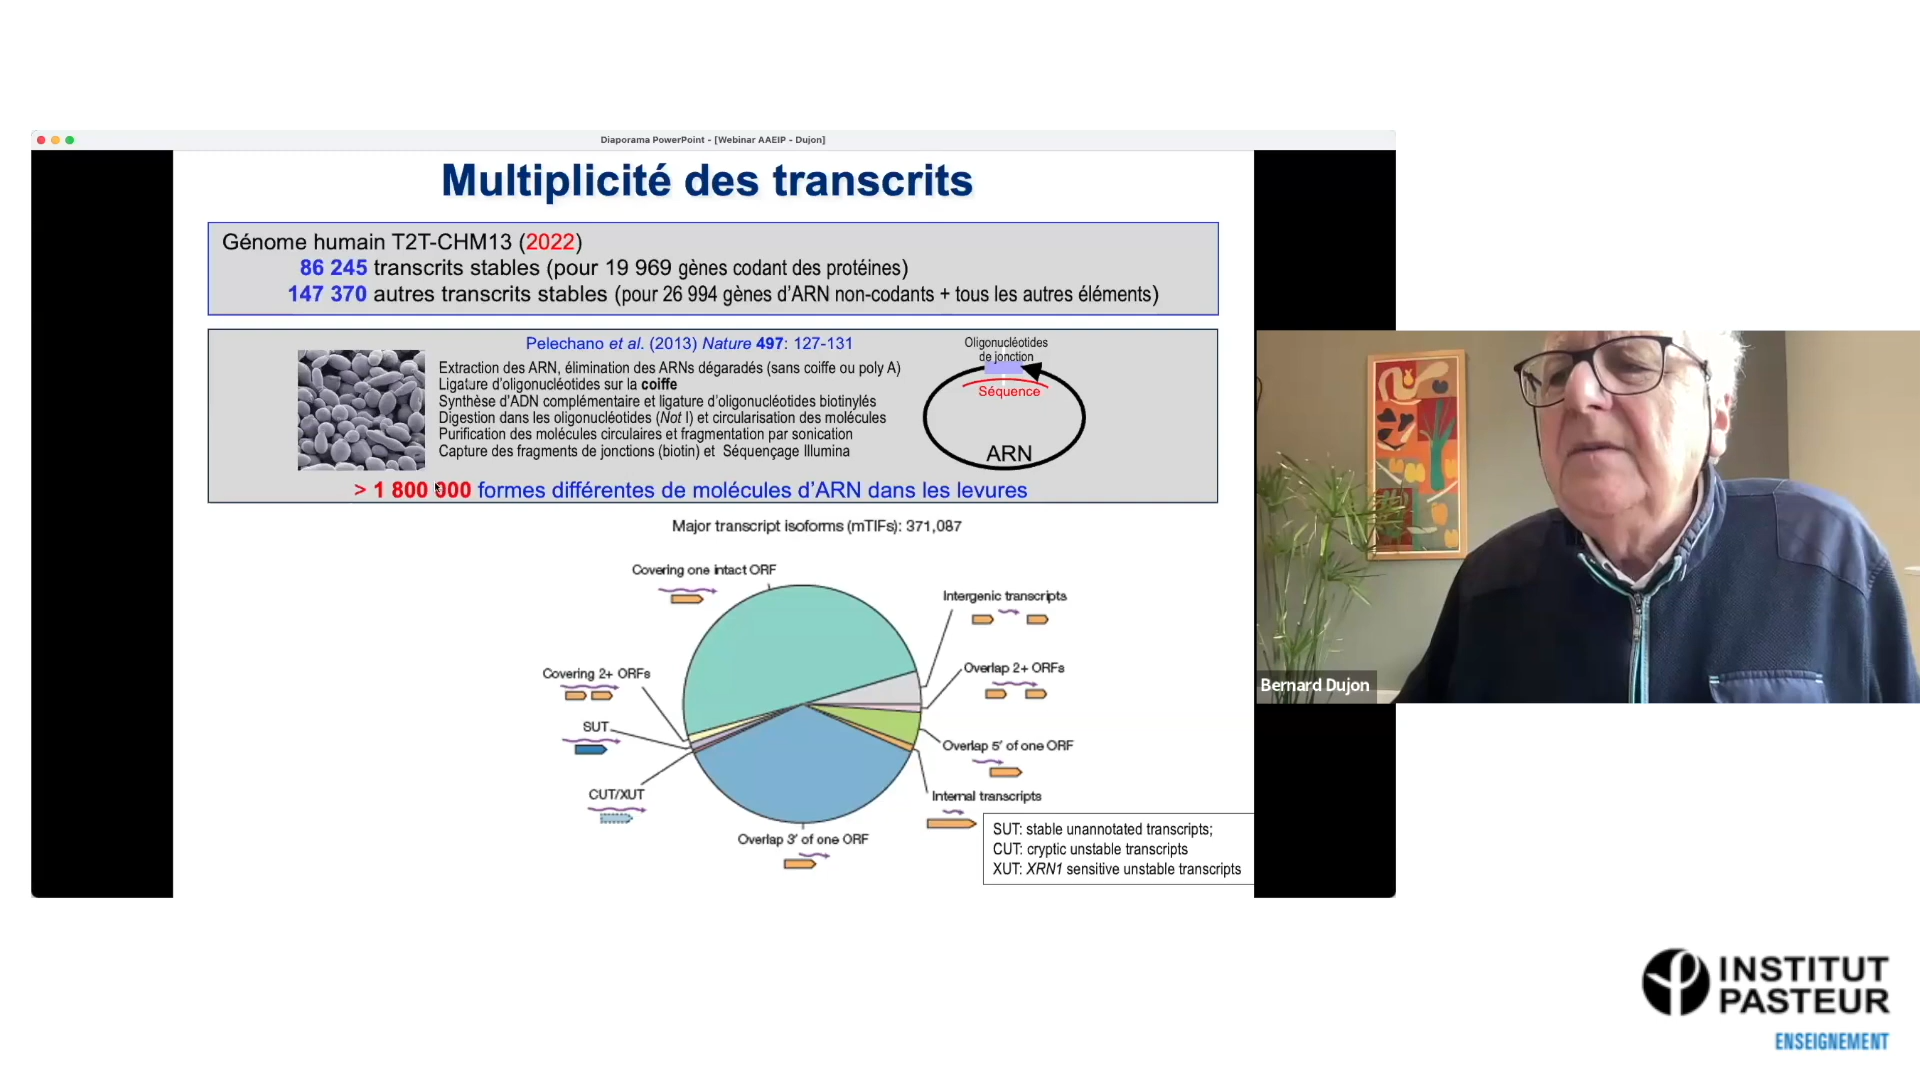 Diaporama PowerPoint - [Webinar AAEIP - Dujon]
Multiplicité des transcrits
Génome humain T2T-CHM13 (2022)
86 245 transcrits stables (pour 19 969 gènes codant des protéines)
147 370 autres transcrits stables (pour 26 994 gènes d'ARN non-codants + tous les autres éléments)
Pelechano et al. (2013) Nature 497: 127-131
Extraction des ARN, élimination des ARNs dégaradés (sans coiffe ou poly A)
Ligature d'oligonucléotides sur la coiffe
Synthèse d'ADN complémentaire et ligature d'oligonucléotides biotinylés
Digestion dans les oligonucléotides (Not I) et circularisation des molécules
Purification des molécules circulaires et fragmentation par sonication
Capture des fragments de jonctions (biotin) et Séquençage Illumina
Oligonucléotides
de jonction
Séquence
ARN
> 1 800 000 formes différentes de molécules d'ARN dans les levures
Major transcript isoforms (mTIFs): 371,087
Covering one intact ORF
Intergenic transcripts
Covering 2+ ORFs
Overlap 2+ ORFs
SUT
Overlap 5' of one ORF
CUT/XUT
Internal transcripts
Overlap 3' of one ORF
SUT: stable unannotated transcripts;
CUT: cryptic unstable transcripts
XUT: XRN1 sensitive unstable transcripts
Bernard Dujon
INSTITUT
PASTEUR
ENSEIGNEMENT